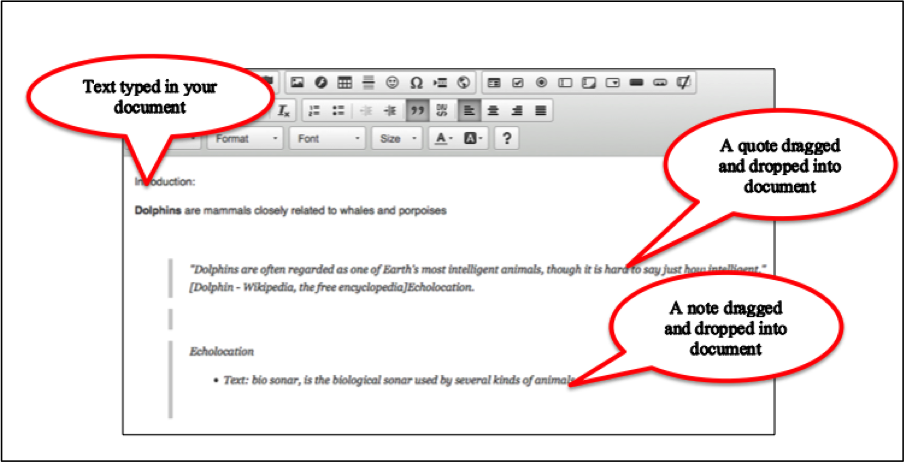 Text typed in your
document
Format
Font
Size
A
A
?
A quote dragged
and dropped into
document
Introduction:
Dolphins are mammals closely related to whales and porpoises
"Dolphins are often regarded as one of Earth's most intelligent animals, though it is hard to say just how intelligent."
[Dolphin - Wikipedia, the free encyclopedia]Echolocation.
A note dragged
and dropped into
document
Echolocation
• Text: bio sonar, is the biological sonar used by several kinds of animals